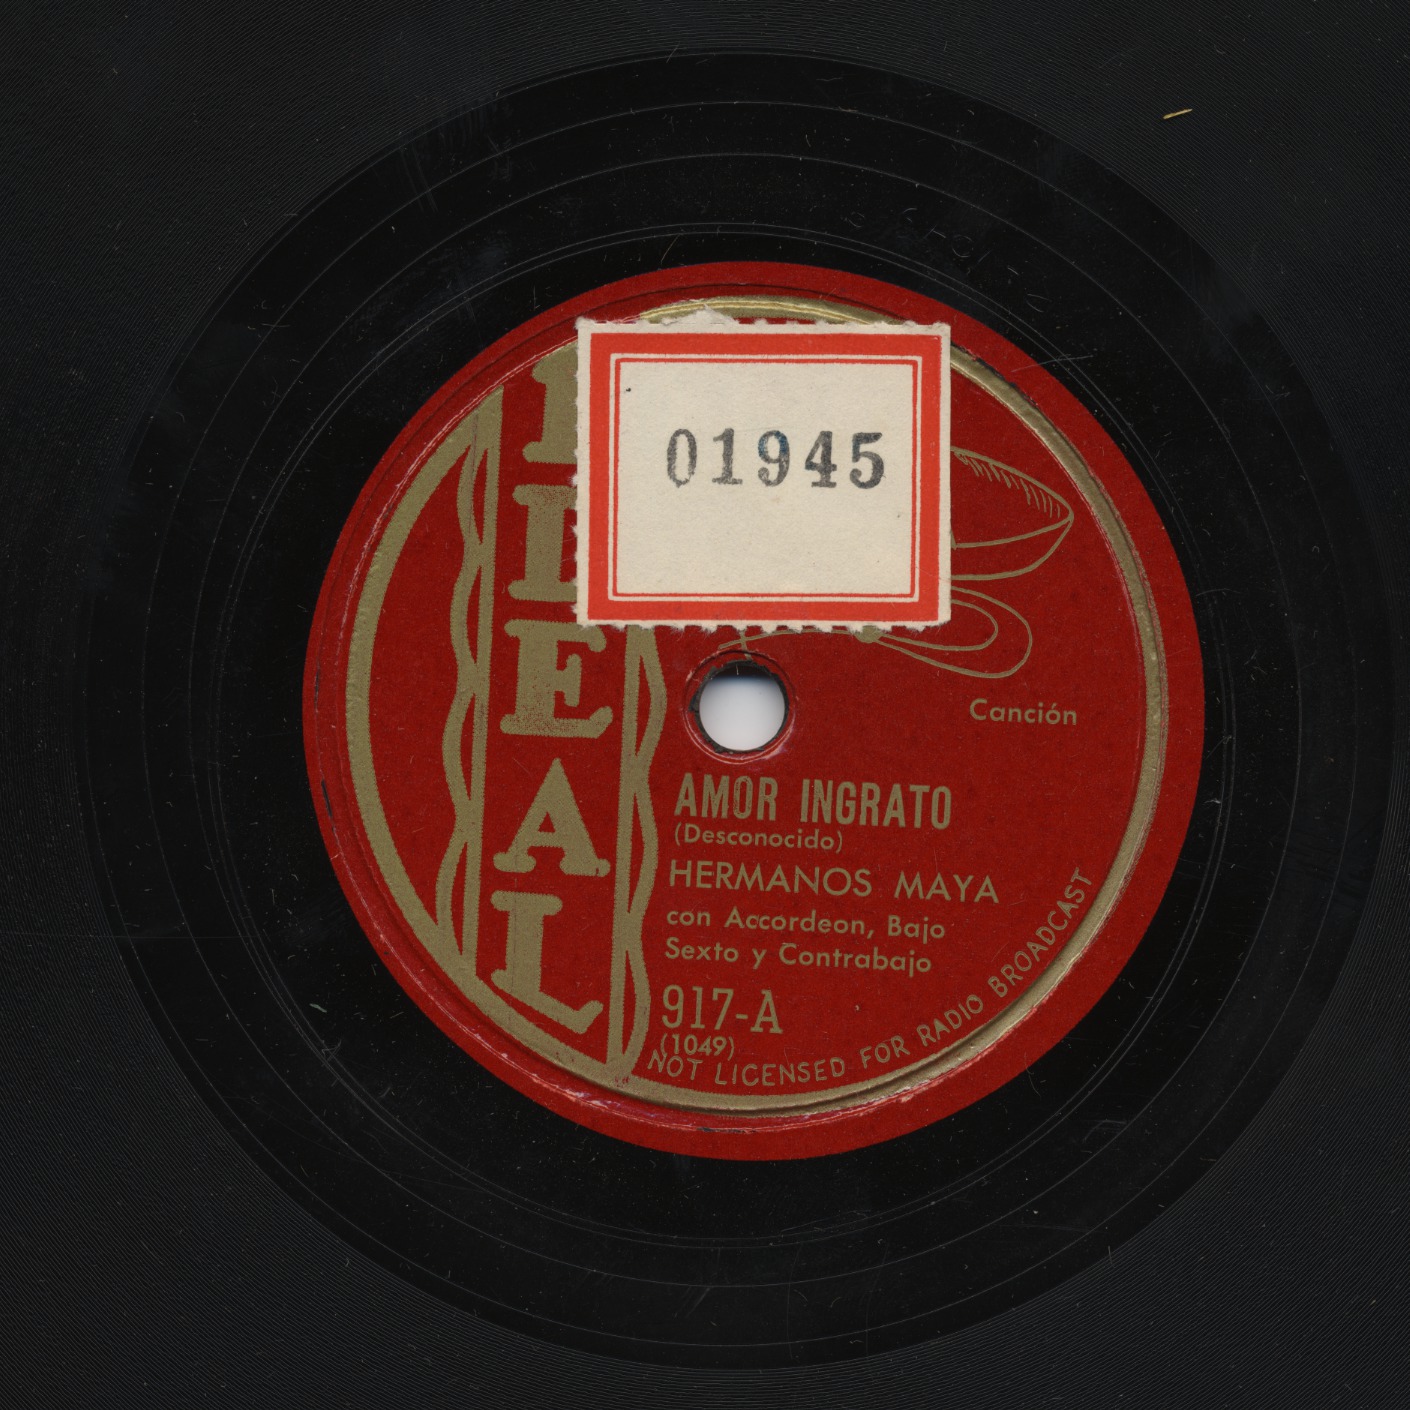 IDEAL
01945
Canción
AMOR INGRATO
(Desconocido)
HERMANOS MAYA
con Accordeon, Bajo
Sexto y Contrabajo
917-A
(1049)
NOT LICENSED FOR RADIO BROADCAST